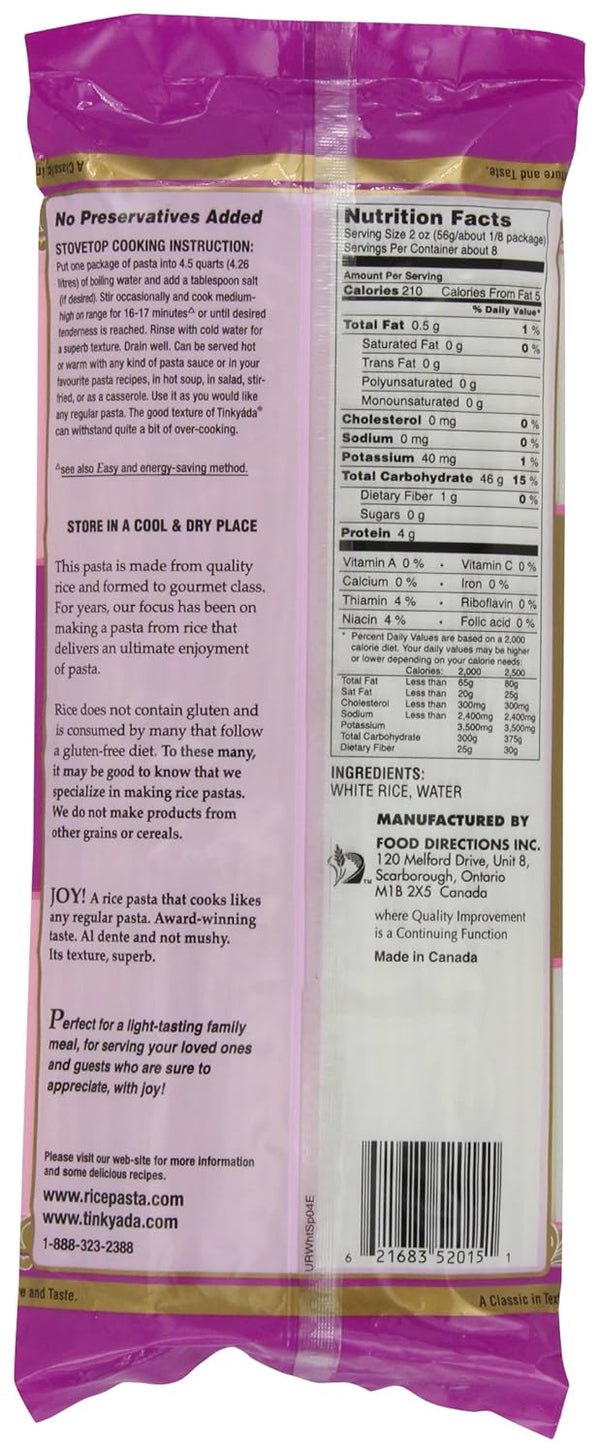 A Classic in
ture and Taste.
No Preservatives Added
STOVETOP COOKING INSTRUCTION:
Put one package of pasta into 4.5 quarts (4.26
litres) of boiling water and add a tablespoon salt
(if desired). Stir occasionally and cook medium-
high on range for 16-17 minutes△ or until desired
tenderness is reached. Rinse with cold water for
a superb texture. Drain well. Can be served hot
or warm with any kind of pasta sauce or in your
favourite pasta recipes, in hot soup, in salad, stir-
fried, or as a casserole. Use it as you would like
any regular pasta. The good texture of Tinkyáda®
can withstand quite a bit of over-cooking.
△see also Easy and energy-saving method.
STORE IN A COOL & DRY PLACE
This pasta is made from quality
rice and formed to gourmet class.
For years, our focus has been on
making a pasta from rice that
delivers an ultimate enjoyment
of pasta.
Rice does not contain gluten and
is consumed by many that follow
a gluten-free diet. To these many,
it may be good to know that we
specialize in making rice pastas.
We do not make products from
other grains or cereals.
JOY! A rice pasta that cooks likes
any regular pasta. Award-winning
taste. Al dente and not mushy.
Its texture, superb.
Perfect for a light-tasting family
meal, for serving your loved ones
and guests who are sure to
appreciate, with joy!
Please visit our web-site for more information
and some delicious recipes.
www.ricepasta.com
www.tinkyada.com
1-888-323-2388
Nutrition Facts
Serving Size 2 oz (56g/about 1/8 package)
Servings Per Container about 8
Amount Per Serving
Calories 210 Calories From Fat 5
% Daily Value*
Total Fat 0.5 g 1 %
Saturated Fat 0 g 0 %
Trans Fat 0 g
Polyunsaturated 0 g
Monounsaturated 0 g
Cholesterol 0 mg 0 %
Sodium 0 mg 0 %
Potassium 40 mg 1 %
Total Carbohydrate 46 g 15 %
Dietary Fiber 1 g 0 %
Sugars 0 g
Protein 4 g
Vitamin A 0 % • Vitamin C 0 %
Calcium 0 % • Iron 0 %
Thiamin 4 % • Riboflavin 0 %
Niacin 4 % • Folic acid 0 %
* Percent Daily Values are based on a 2,000
calorie diet. Your daily values may be higher
or lower depending on your calorie needs:
Calories: 2,000 2,500
Total Fat Less than 65g 80g
Sat Fat Less than 20g 25g
Cholesterol Less than 300mg 300mg
Sodium Less than 2,400mg 2,400mg
Potassium 3,500mg 3,500mg
Total Carbohydrate 300g 375g
Dietary Fiber 25g 30g
INGREDIENTS:
WHITE RICE, WATER
MANUFACTURED BY
FOOD DIRECTIONS INC.
120 Melford Drive, Unit 8,
Scarborough, Ontario
M1B 2X5 Canada
TM
where Quality Improvement
is a Continuing Function
Made in Canada
URWhtSp04E
6 21683 52015 1
e and Taste.
A Classic in Tex